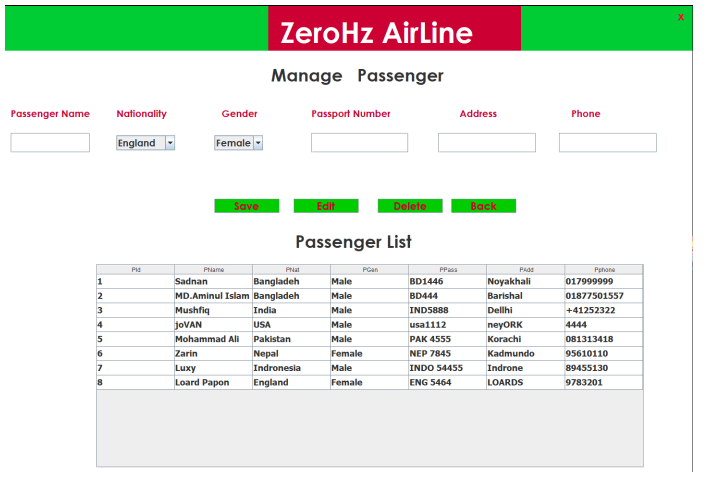 ZeroHz AirLine x
Manage Passenger
Passenger Name Nationality Gender Passport Number Address Phone
England Female
Save Edit Delete Back
Passenger List
PId PName PNat PGen PPass PAdd Pphone
1 Sadnan Bangladeh Male BD1446 Noyakhali 017999999
2 MD.Aminul Islam Bangladeh Male BD444 Barishal 01877501557
3 Mushfiq India Male IND5888 Dellhi +41252322
4 joVAN USA Male usa1112 neyORK 4444
5 Mohammad Ali Pakistan Male PAK 4555 Korachi 081313418
6 Zarin Nepal Female NEP 7845 Kadmundo 95610110
7 Luxy Indronesia Male INDO 54455 Indrone 89455130
8 Loard Papon England Female ENG 5464 LOARDS 9783201